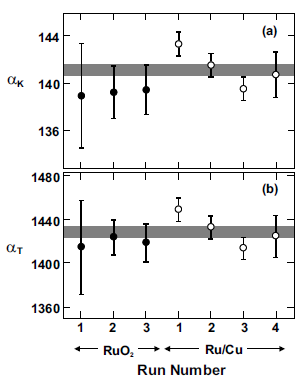 (a)
144
140
136
αK
(b)
1480
1440
1400
1360
αT
1 2 3 1 2 3 4
RuO2 Ru/Cu
Run Number